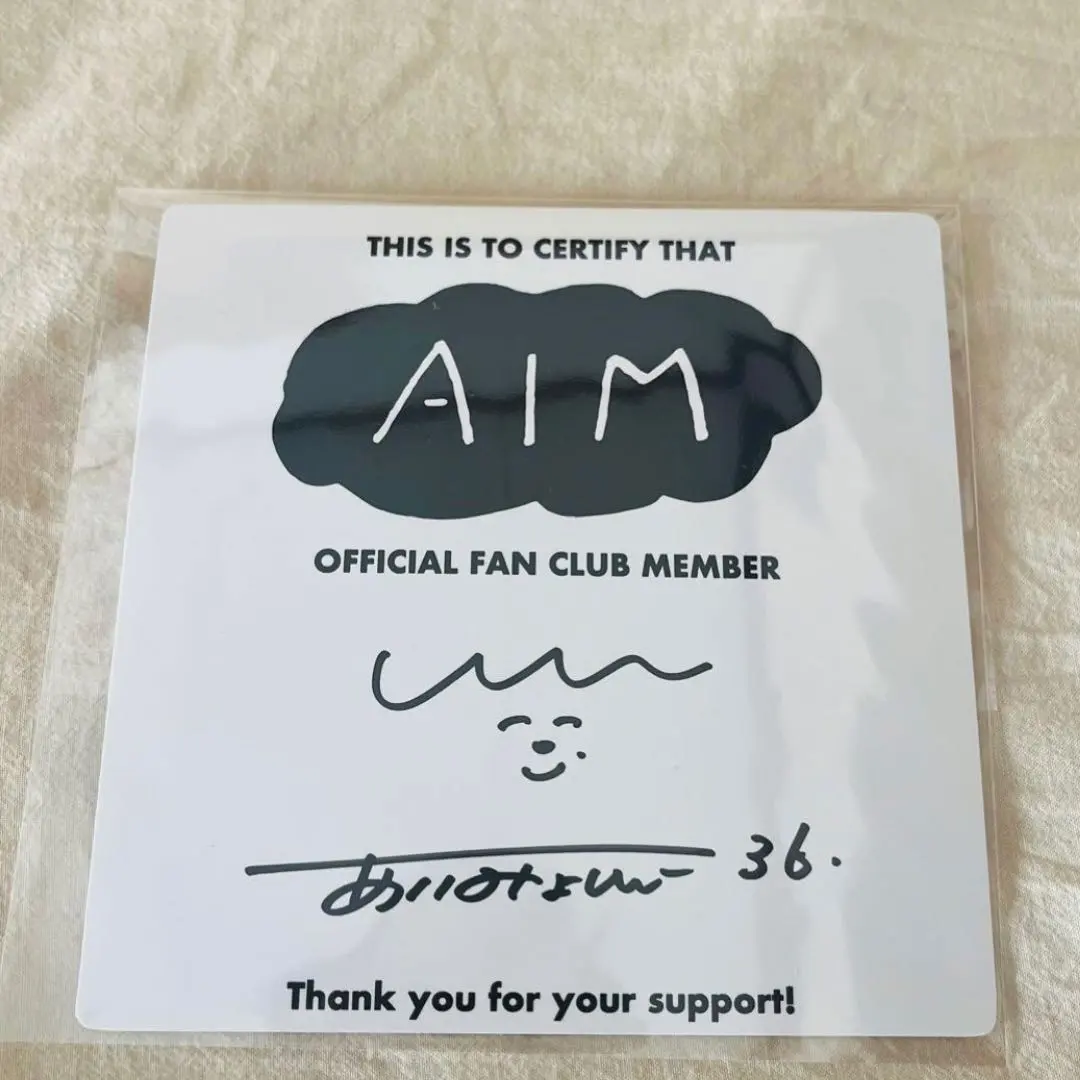 THIS IS TO CERTIFY THAT
AIM
OFFICIAL FAN CLUB MEMBER
あいみょん 36.
Thank you for your support!